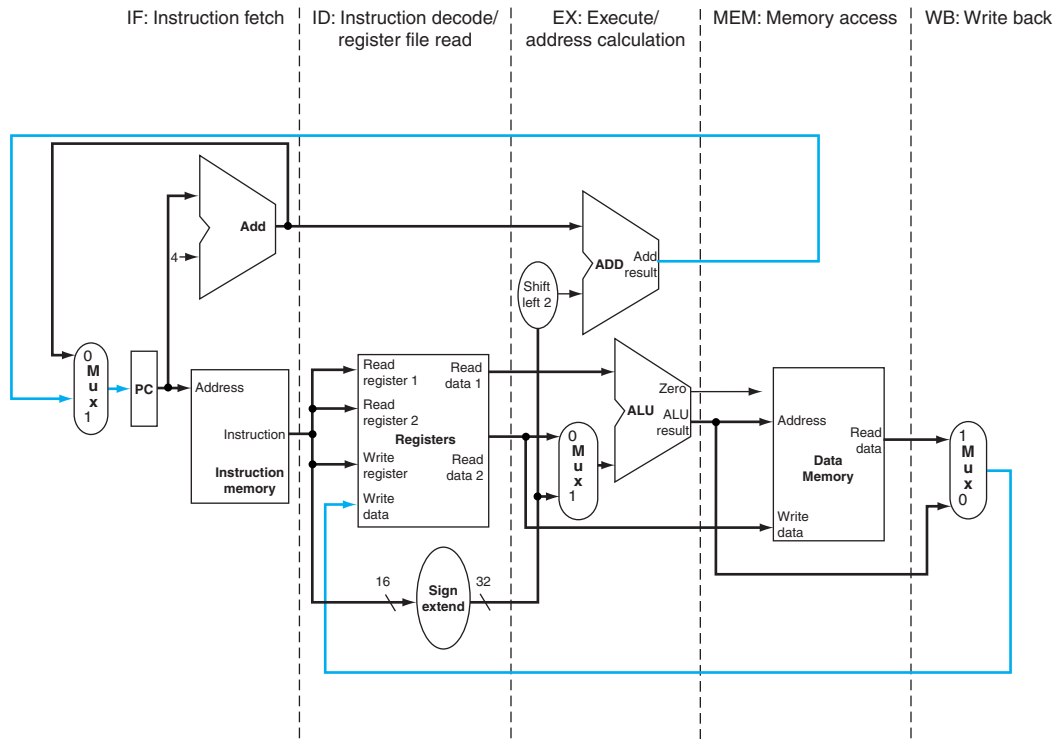 IF: Instruction fetch
ID: Instruction decode/
register file read
EX: Execute/
address calculation
MEM: Memory access
WB: Write back
Add
4
ADD
Add
result
Shift
left 2
0
M
u
x
1
PC
Address
Instruction
Instruction
memory
Read
register 1
Read
register 2
Write
register
Write
data
Registers
Read
data 1
Read
data 2
0
M
u
x
1
Zero
ALU
ALU
result
Address
Read
data
Data
Memory
Write
data
1
M
u
x
0
16
Sign
extend
32